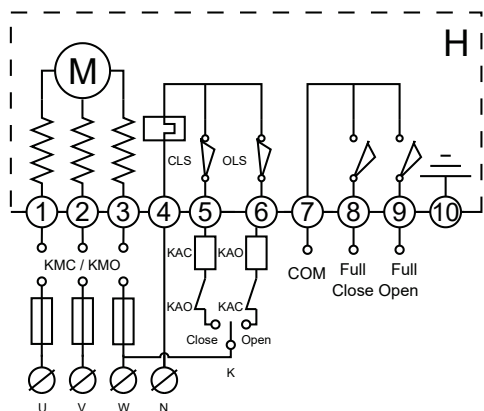 H
M
CLS
OLS
1
2
3
4
5
6
7
8
9
10
KMC / KMO
KAC
KAO
COM
Full
Full
Close
Open
KAO
KAC
Close
Open
K
U
V
W
N